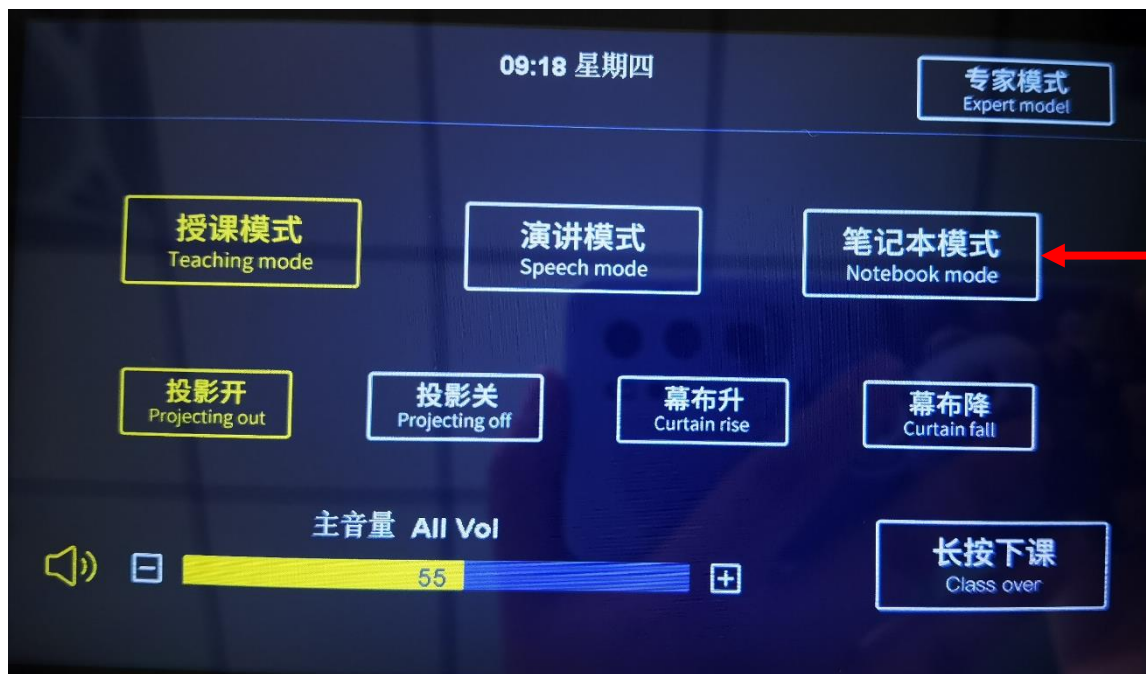 09:18 星期四
专家模式
Expert model
授课模式
Teaching mode
演讲模式
Speech mode
笔记本模式
Notebook mode
投影开
Projecting out
投影关
Projecting off
幕布升
Curtain rise
幕布降
Curtain fall
主音量 All Vol
55
长按下课
Class over